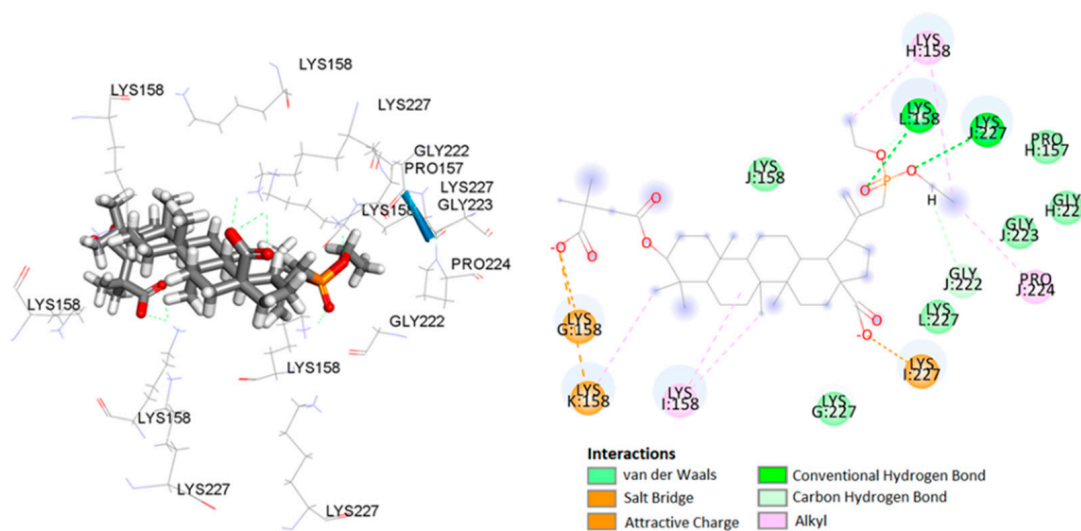 LYS158
LYS158
LYS227
GLY222
PRO157
LYS227
LYS158
GLY223
PRO224
LYS158
GLY222
LYS158
LYS158
LYS227
LYS227
LYS
H:158
LYS
L:158
LYS
J:227
PRO
H:157
LYS
J:158
O
O
P
O
O
H
GLY
H:222
GLY
J:223
O
O
O
-O
GLY
J:222
PRO
J:224
LYS
G:158
LYS
L:227
O
-O
LYS
I:227
LYS
K:158
LYS
I:158
LYS
G:227
Interactions
van der Waals
Salt Bridge
Attractive Charge
Conventional Hydrogen Bond
Carbon Hydrogen Bond
Alkyl